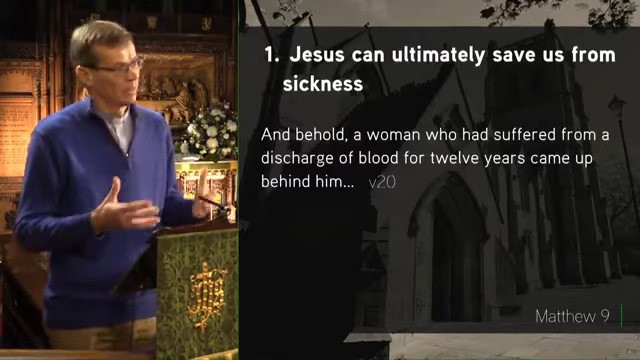 1. Jesus can ultimately save us from
sickness
And behold, a woman who had suffered from a
discharge of blood for twelve years came up
behind him... v20
Matthew 9